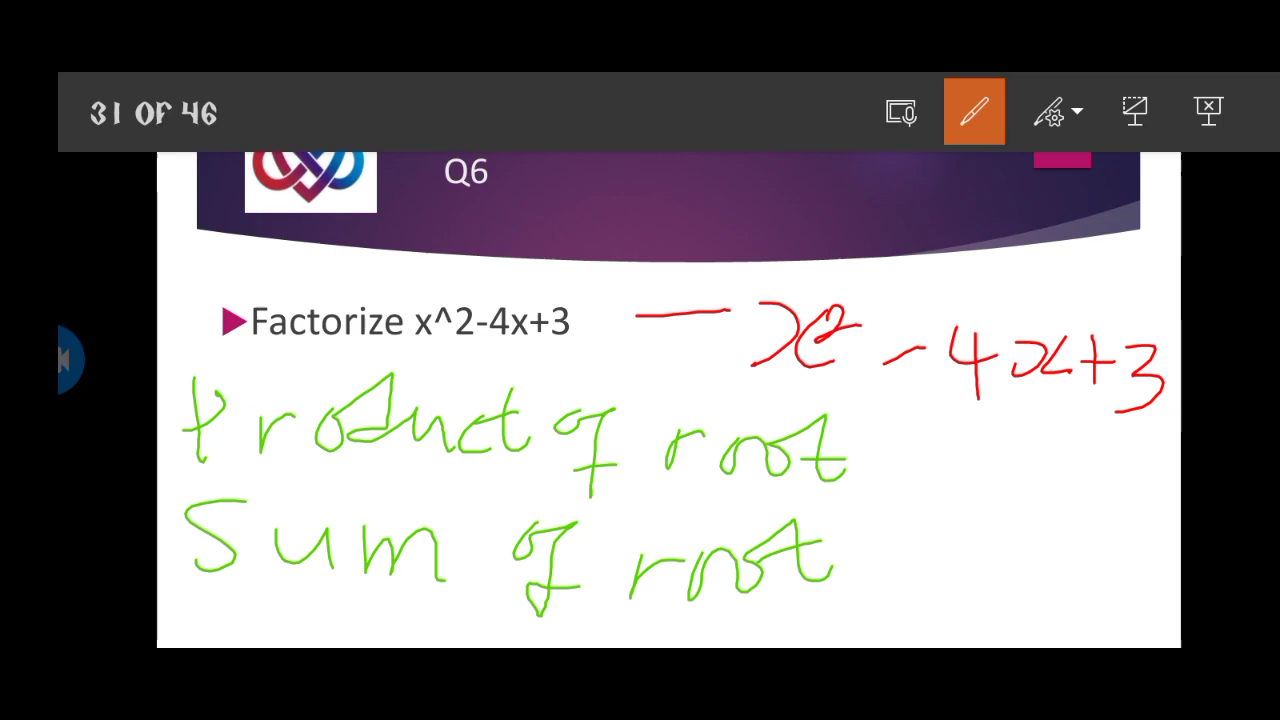 31 OF 46
Q6
Factorize x^2-4x+3
— x² - 4x+3
Product of root
Sum of root